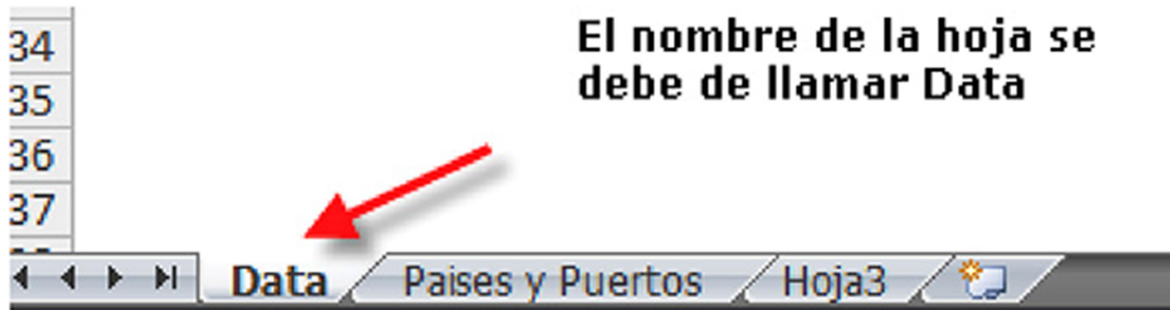 34
El nombre de la hoja se
debe de llamar Data
35
36
37
Data Paises y Puertos Hoja3